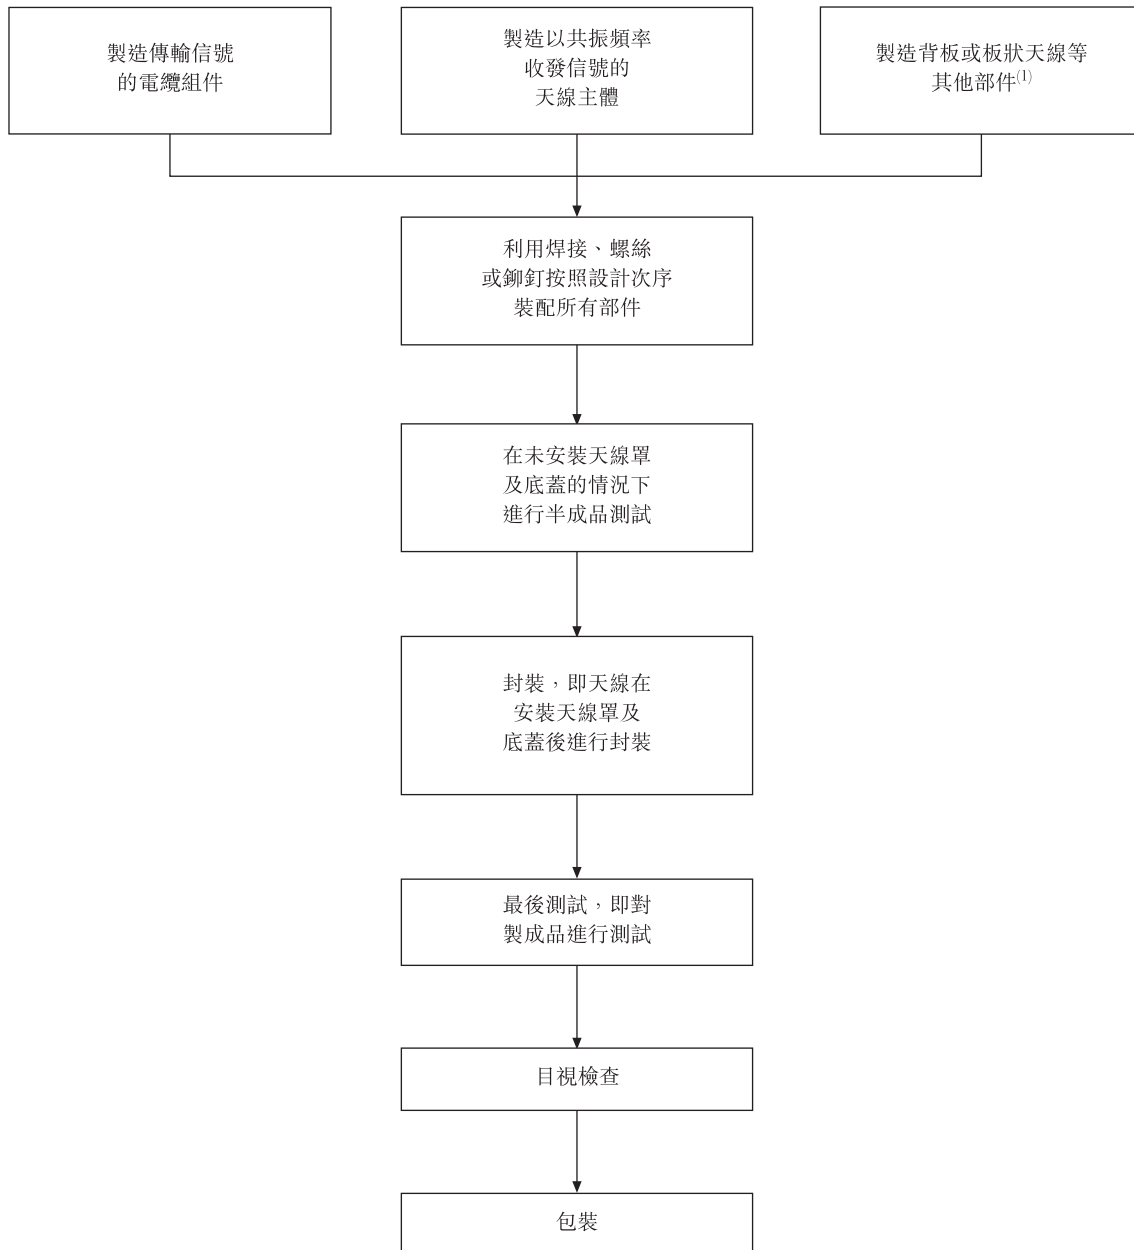 製造傳輸信號
的電纜組件
製造以共振頻率
收發信號的
天線主體
製造背板或板狀天線等
其他部件(1)
利用焊接、螺絲
或鉚釘按照設計次序
裝配所有部件
在未安裝天線罩
及底蓋的情況下
進行半成品測試
封裝，即天線在
安裝天線罩及
底蓋後進行封裝
最後測試，即對
製成品進行測試
目視檢查
包裝